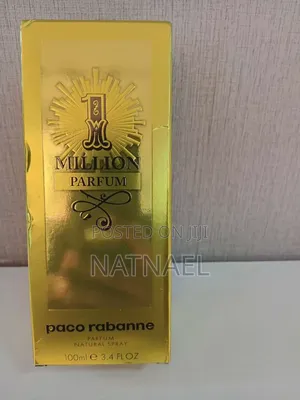 1
MILLION
PARFUM
POSTED ON JIJI
NATNAEL
paco rabanne
PARFUM
NATURAL SPRAY
100ml ℮ 3.4 FL OZ